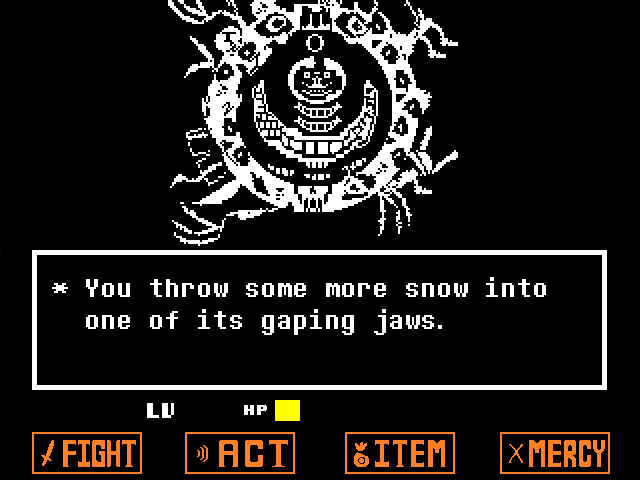 * You throw some more snow into
one of its gaping jaws.
LV HP
FIGHT ACT ITEM MERCY